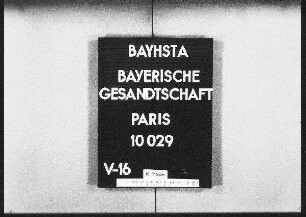 BAYHSTA
BAYERISCHE
GESANDTSCHAFT
PARIS
10 029
V-16